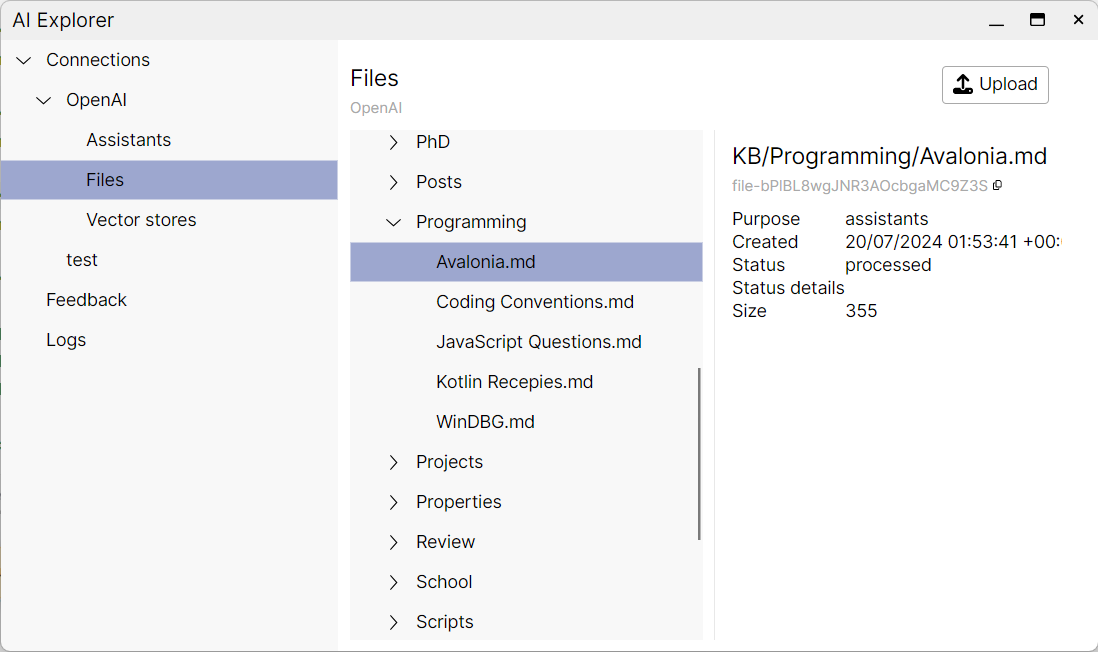 AI Explorer
Connections
OpenAI
Assistants
Files
Vector stores
test
Feedback
Logs
Files
OpenAI
Upload
PhD
Posts
Programming
Avalonia.md
Coding Conventions.md
JavaScript Questions.md
Kotlin Recepies.md
WinDBG.md
Projects
Properties
Review
School
Scripts
KB/Programming/Avalonia.md
file-bPlBL8wgJNR3AOcbgaMC9Z3S
Purpose assistants
Created 20/07/2024 01:53:41 +00:
Status processed
Status details
Size 355